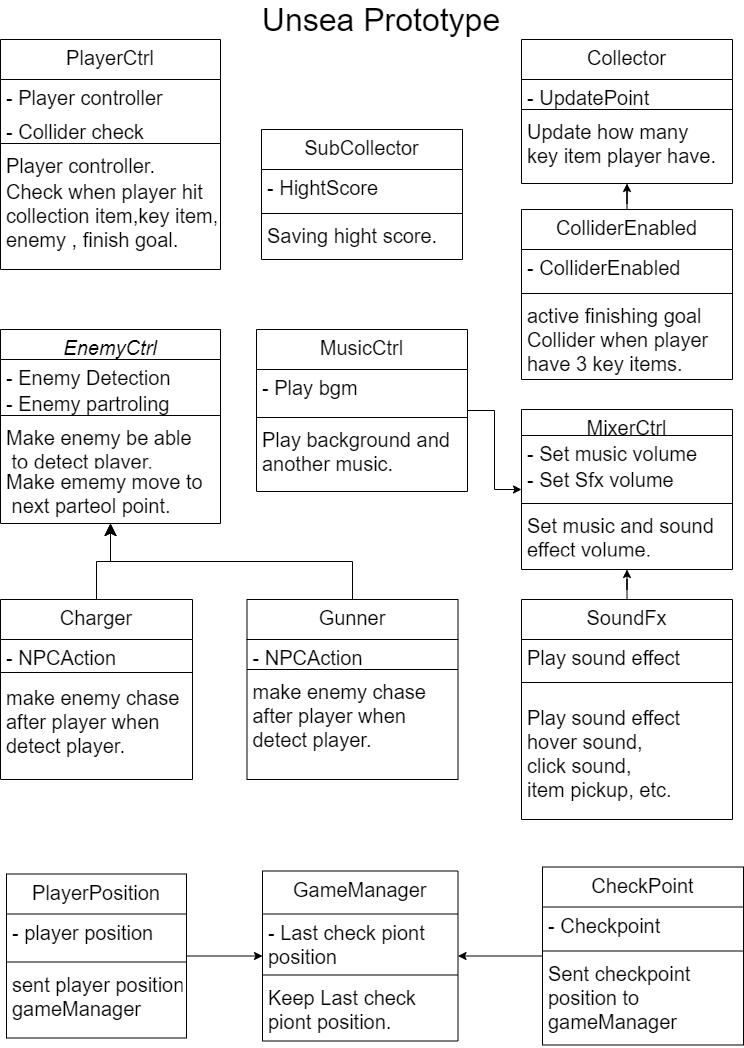 Unsea Prototype
PlayerCtrl
- Player controller
- Collider check
Player controller.
Check when player hit
collection item,key item,
enemy , finish goal.
SubCollector
- HightScore
Saving hight score.
Collector
- UpdatePoint
Update how many
key item player have.
ColliderEnabled
- ColliderEnabled
active finishing goal
Collider when player
have 3 key items.
EnemyCtrl
- Enemy Detection
- Enemy partroling
Make enemy be able
to detect player.
Make ememy move to
next parteol point.
MusicCtrl
- Play bgm
Play background and
another music.
MixerCtrl
- Set music volume
- Set Sfx volume
Set music and sound
effect volume.
Charger
- NPCAction
make enemy chase
after player when
detect player.
Gunner
- NPCAction
make enemy chase
after player when
detect player.
SoundFx
Play sound effect
Play sound effect
hover sound,
click sound,
item pickup, etc.
PlayerPosition
- player position
sent player position
gameManager
GameManager
- Last check piont
position
Keep Last check
piont position.
CheckPoint
- Checkpoint
Sent checkpoint
position to
gameManager